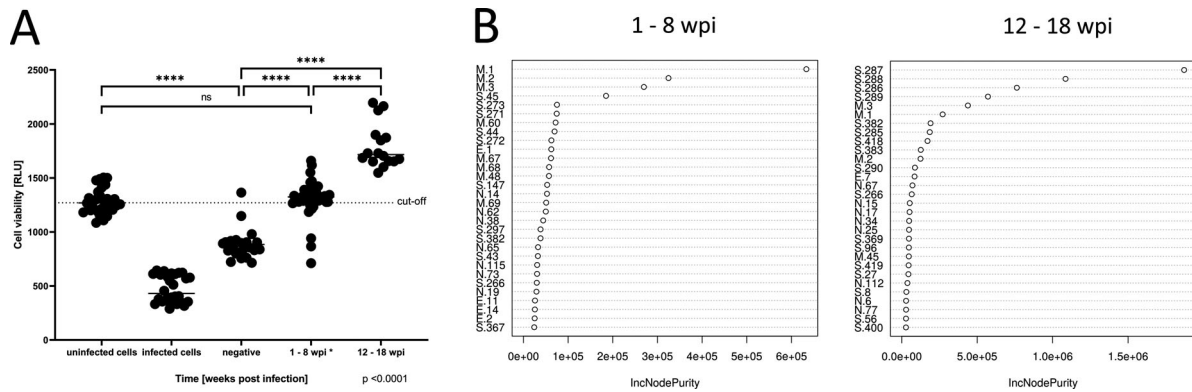 A
2500
2000
1500
1000
500
0
Cell viability [RLU]
****
**** ****
ns
cut-off
uninfected cells infected cells negative 1 - 8 wpi * 12 - 18 wpi
Time [weeks post infection] p <0.0001
B
1 - 8 wpi
M.1
M.2
M.3
S.45
S.273
S.271
M.60
S.44
S.272
E.1
M.67
M.68
M.48
S.147
N.14
M.69
N.62
N.38
S.297
S.382
N.65
S.43
N.115
N.73
S.266
N.19
E.11
E.14
E.2
S.367
0e+00 1e+05 2e+05 3e+05 4e+05 5e+05 6e+05
IncNodePurity
12 - 18 wpi
S.287
S.288
S.286
S.289
M.3
M.1
S.382
S.285
S.418
S.383
M.2
S.290
E.7
N.67
S.266
N.15
N.17
N.34
N.25
S.369
S.96
M.45
S.419
S.27
N.112
S.8
N.6
N.77
S.56
S.400
0.0e+00 5.0e+05 1.0e+06 1.5e+06
IncNodePurity